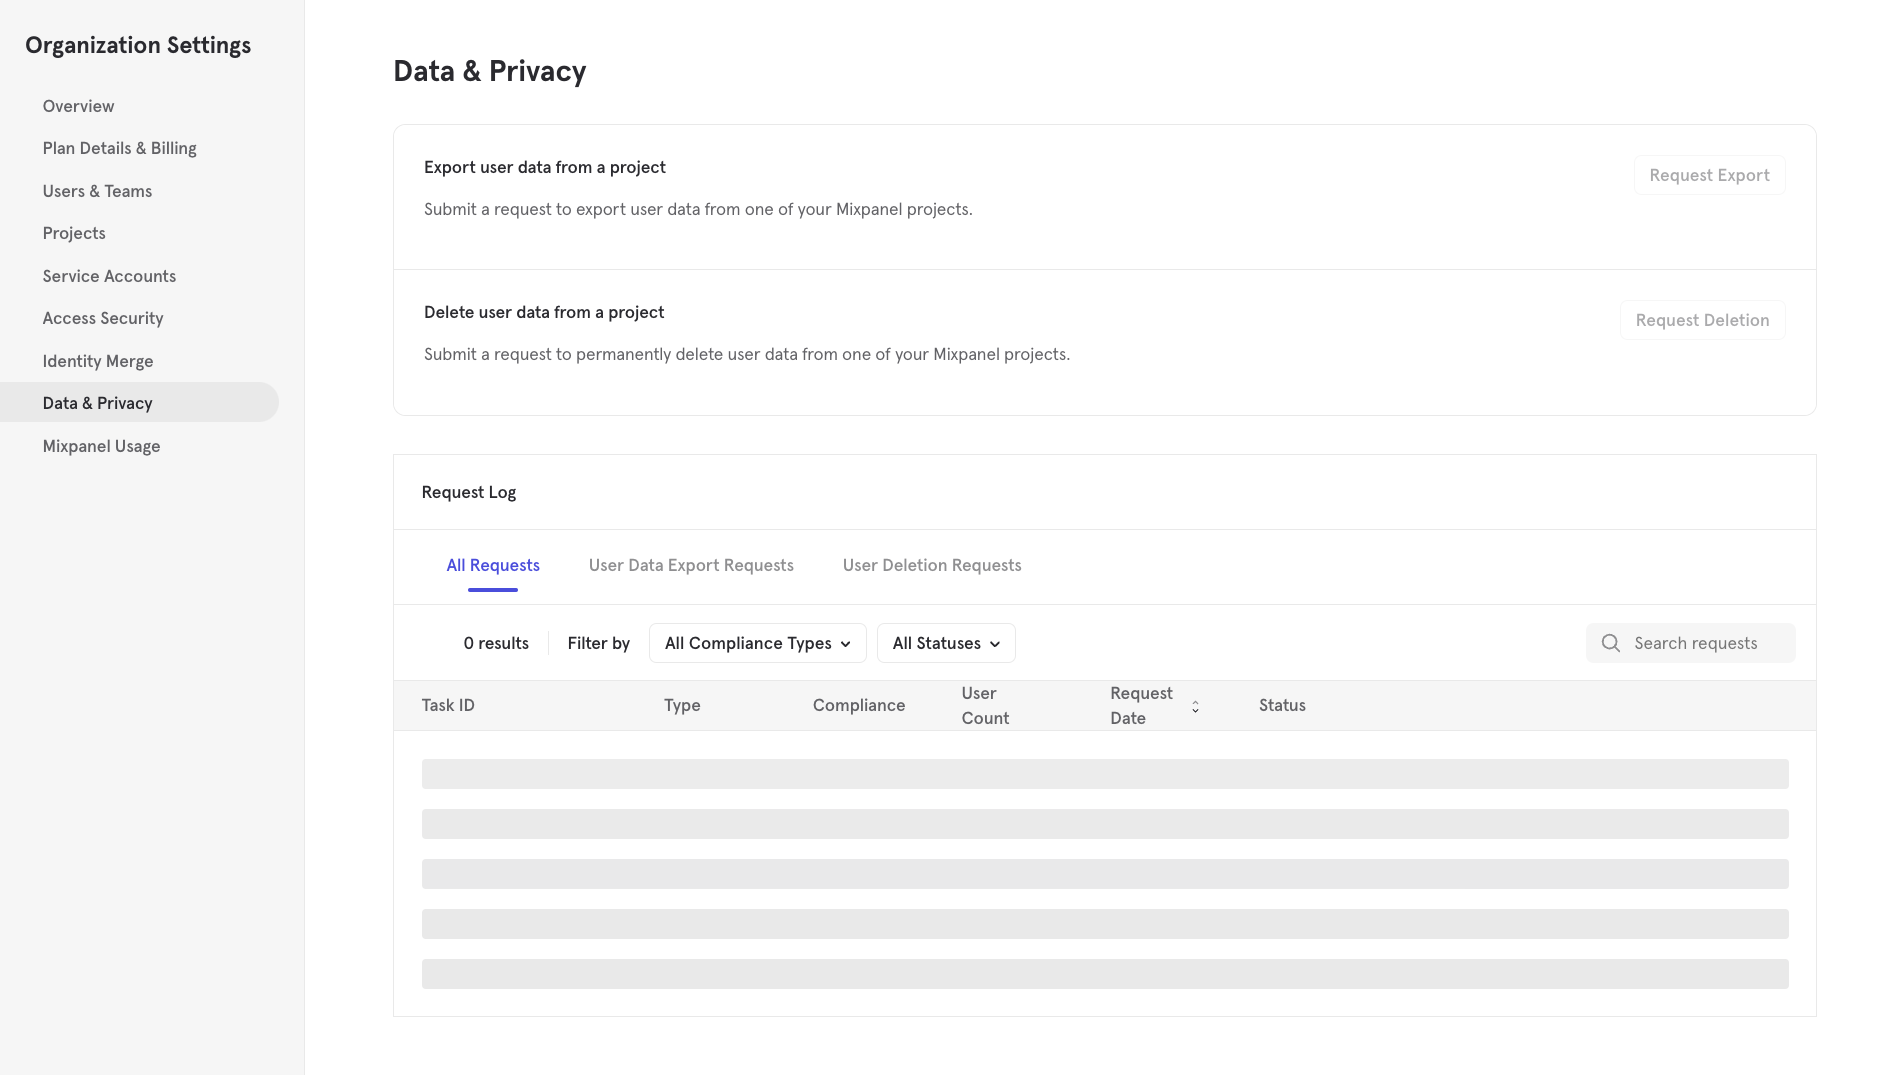 Organization Settings
Overview
Plan Details & Billing
Users & Teams
Projects
Service Accounts
Access Security
Identity Merge
Data & Privacy
Mixpanel Usage
Data & Privacy
Export user data from a project
Request Export
Submit a request to export user data from one of your Mixpanel projects.
Delete user data from a project
Request Deletion
Submit a request to permanently delete user data from one of your Mixpanel projects.
Request Log
All Requests User Data Export Requests User Deletion Requests
0 results Filter by All Compliance Types All Statuses Search requests
Task ID Type Compliance User Count Request Date Status